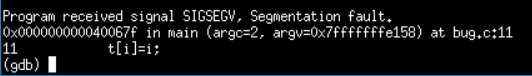 Program received signal SIGSEGV, Segmentation fault.
0x000000000040067f in main (argc=2, argv=0x7fffffffe158) at bug.c:11
11 t[i]=i;
(gdb)